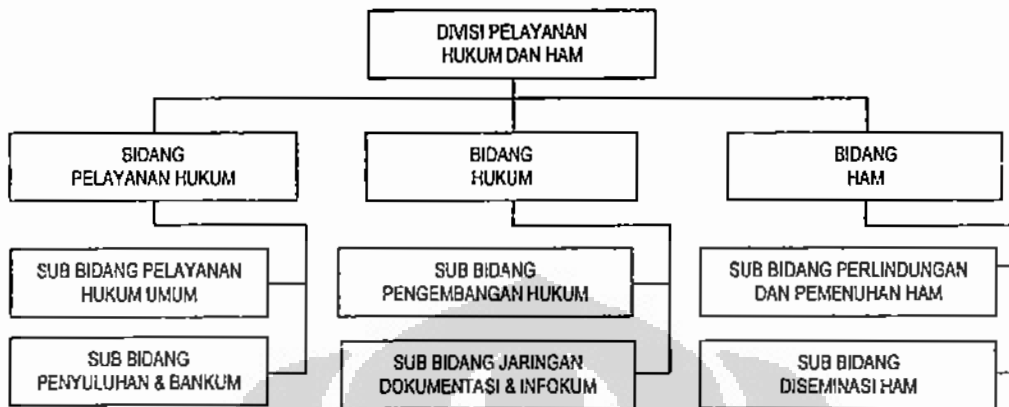 DIVISI PELAYANAN
HUKUM DAN HAM
BIDANG
PELAYANAN HUKUM
BIDANG
HUKUM
BIDANG
HAM
SUB BIDANG PELAYANAN
HUKUM UMUM
SUB BIDANG
PENGEMBANGAN HUKUM
SUB BIDANG PERLINDUNGAN
DAN PEMENUHAN HAM
SUB BIDANG
PENYULUHAN & BANKUM
SUB BIDANG JARINGAN
DOKUMENTASI & INFOKUM
SUB BIDANG
DISEMINASI HAM